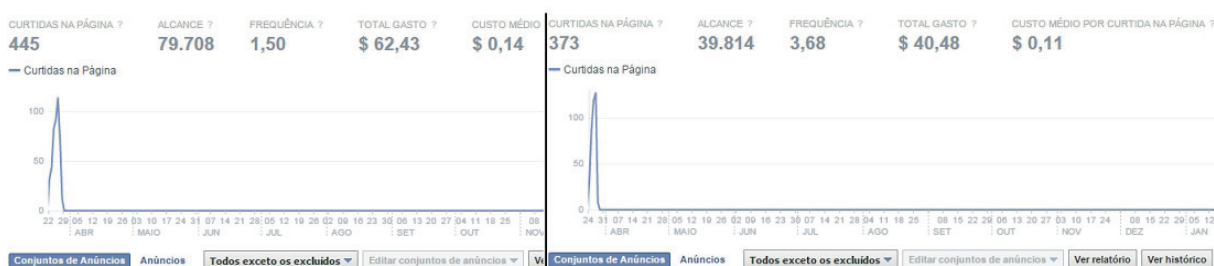 CURTIDAS NA PÁGINA ? ALCANCE ? FREQUÊNCIA ? TOTAL GASTO ? CUSTO MÉDIO
445 79.708 1,50 $ 62,43 $ 0,14
Curtidas na Página
100
50
0
22 29 05 12 19 26 03 10 17 24 31 07 14 21 28 05 12 19 26 02 09 16 23 30 06 13 20 27 04 11 18 25 08
ABR MAIO JUN JUL AGO SET OUT NOV
Conjuntos de Anúncios Anúncios Todos exceto os excluídos Editar conjuntos de anúncios
CURTIDAS NA PÁGINA ? ALCANCE ? FREQUÊNCIA ? TOTAL GASTO ? CUSTO MÉDIO POR CURTIDA NA PÁGINA ?
373 39.814 3,68 $ 40,48 $ 0,11
Curtidas na Página
100
50
0
24 31 07 14 21 28 05 12 19 26 02 09 16 23 30 07 14 21 28 04 11 18 25 08 15 22 29 06 13 20 27 03 10 17 24 08 15 22 29 05 12
ABR MAIO JUN JUL AGO SET OUT NOV DEZ JAN
Conjuntos de Anúncios Anúncios Todos exceto os excluídos Editar conjuntos de anúncios Ver relatório Ver histórico